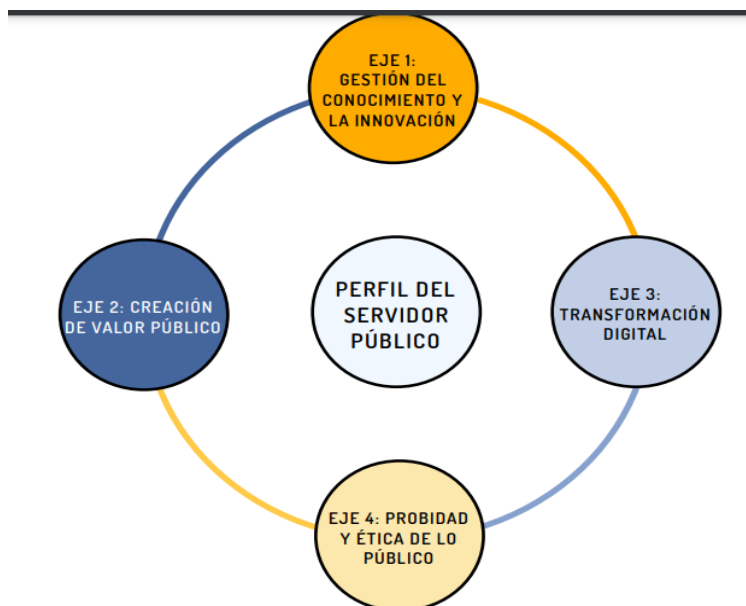 EJE 1:
GESTIÓN DEL
CONOCIMIENTO Y
LA INNOVACIÓN
EJE 2: CREACIÓN
DE VALOR PÚBLICO
PERFIL DEL
SERVIDOR
PÚBLICO
EJE 3:
TRANSFORMACIÓN
DIGITAL
EJE 4: PROBIDAD
Y ÉTICA DE LO
PÚBLICO